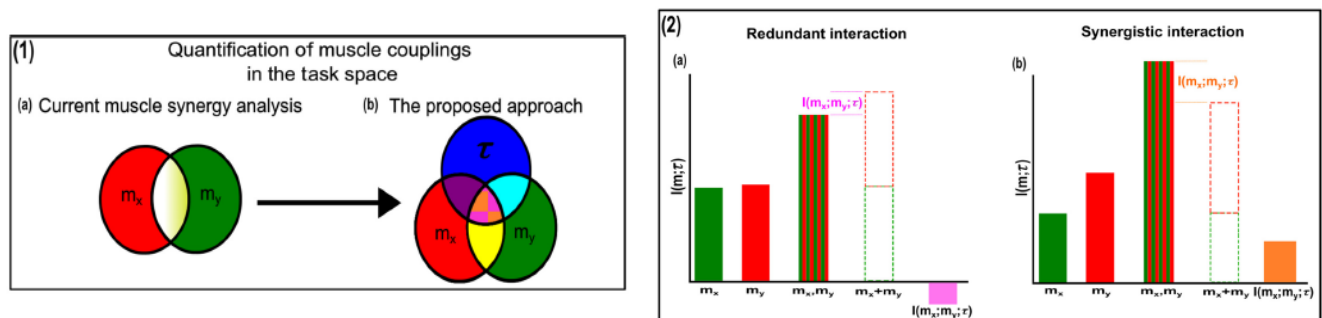 (1)
Quantification of muscle couplings
in the task space
(a) Current muscle synergy analysis
(b) The proposed approach
mx
my
τ
mx
my
(2)
Redundant interaction
Synergistic interaction
(a)
I(m;τ)
I(mx;my;τ)
mx
my
mx,my
mx+my
I(mx;my;τ)
(b)
I(m;τ)
I(mx;my;τ)
mx
my
mx,my
mx+my
I(mx;my;τ)